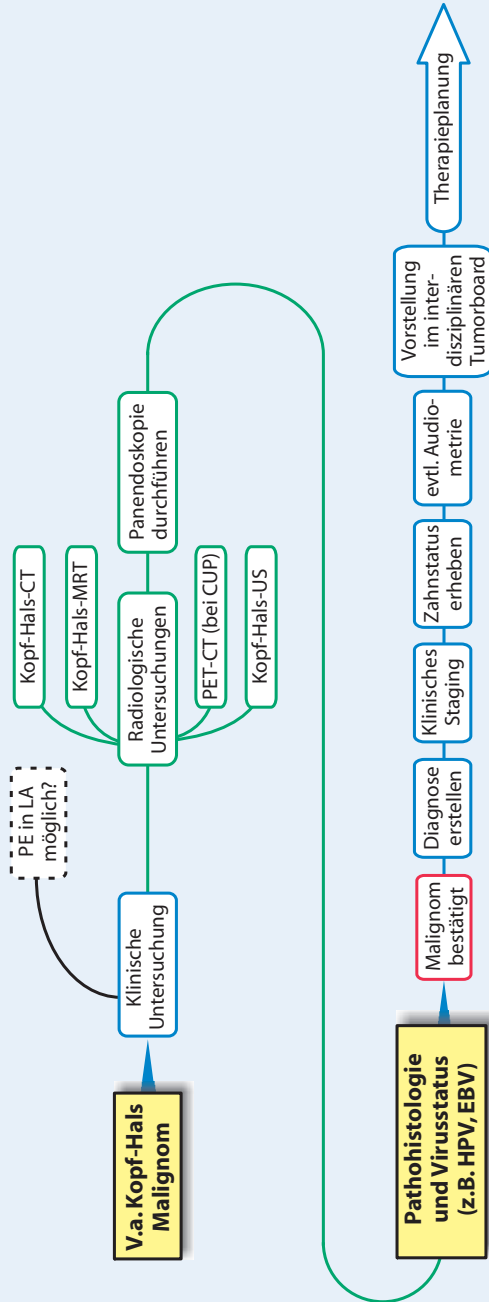 V.a. Kopf-Hals
Malignom
Klinische
Untersuchung
PE in LA
möglich?
Radiologische
Untersuchungen
Kopf-Hals-CT
Kopf-Hals-MRT
PET-CT (bei CUP)
Kopf-Hals-US
Panendoskopie
durchführen
Pathohistologie
und Virusstatus
(z.B. HPV, EBV)
Malignom
bestätigt
Diagnose
erstellen
Klinisches
Staging
Zahnstatus
erheben
evtl. Audio-
metrie
Vorstellung
im inter-
disziplinären
Tumorboard
Therapieplanung